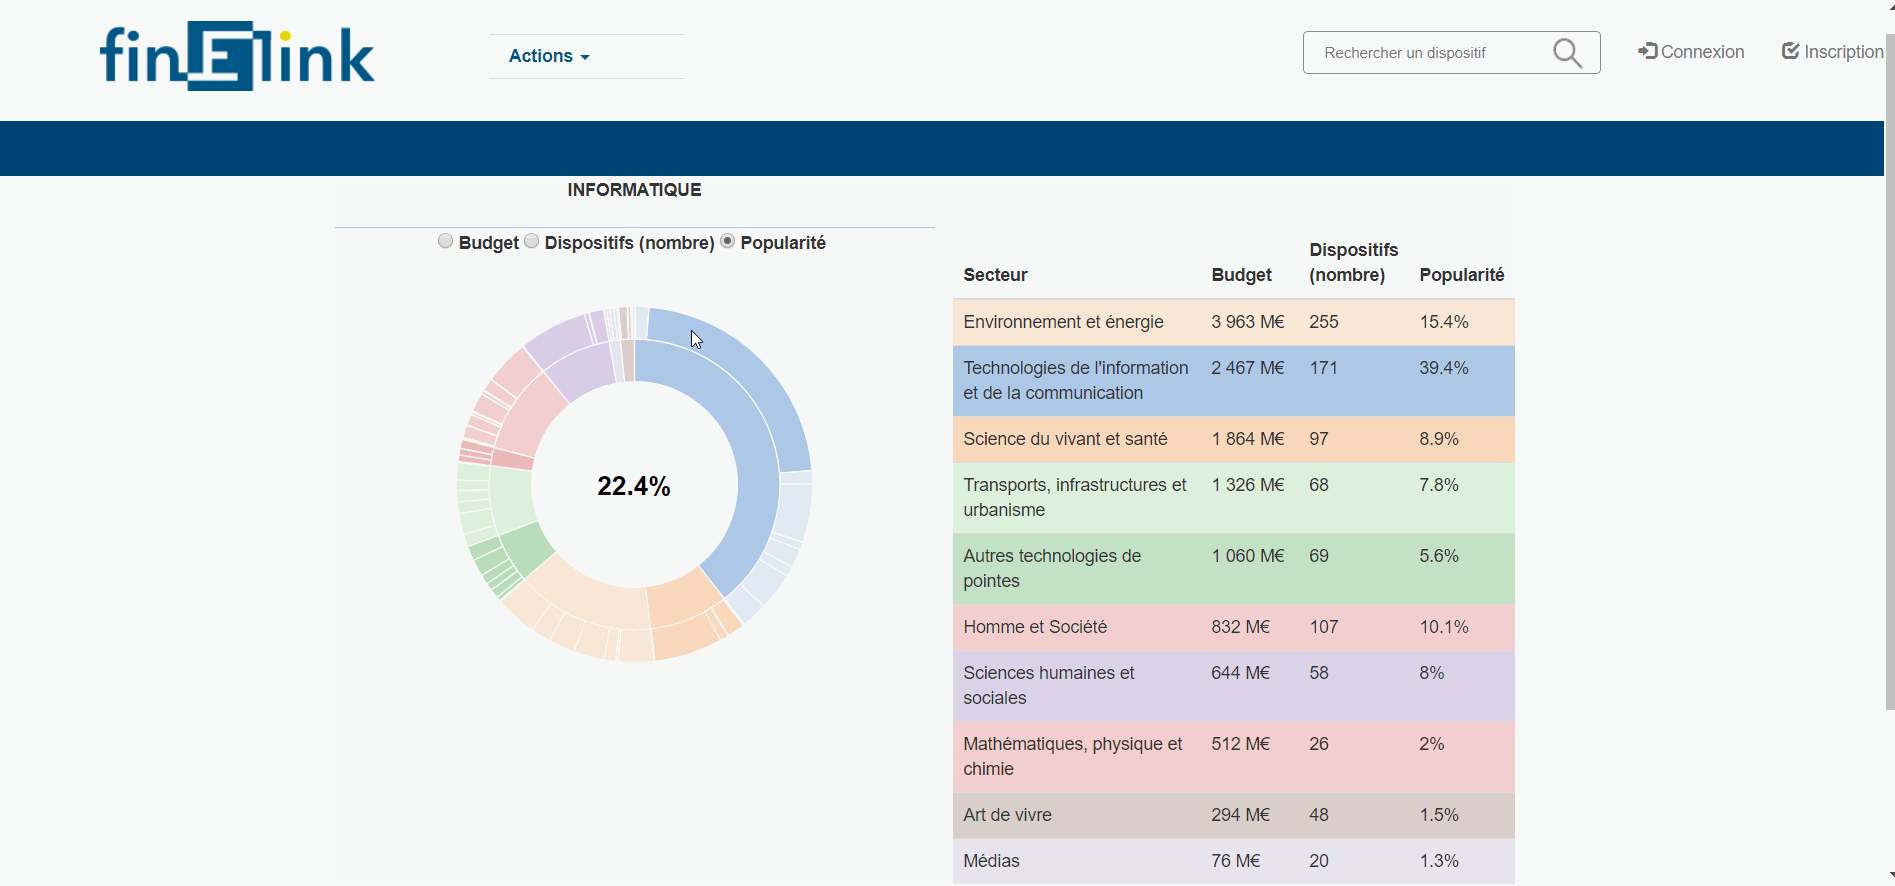 finElink
Actions
Rechercher un dispositif
Connexion
Inscription
INFORMATIQUE
Budget Dispositifs (nombre) Popularité
22.4%
Secteur Budget Dispositifs (nombre) Popularité
Environnement et énergie 3 963 M€ 255 15.4%
Technologies de l'information 2 467 M€ 171 39.4%
et de la communication
Science du vivant et santé 1 864 M€ 97 8.9%
Transports, infrastructures et 1 326 M€ 68 7.8%
urbanisme
Autres technologies de 1 060 M€ 69 5.6%
pointes
Homme et Société 832 M€ 107 10.1%
Sciences humaines et 644 M€ 58 8%
sociales
Mathématiques, physique et 512 M€ 26 2%
chimie
Art de vivre 294 M€ 48 1.5%
Médias 76 M€ 20 1.3%